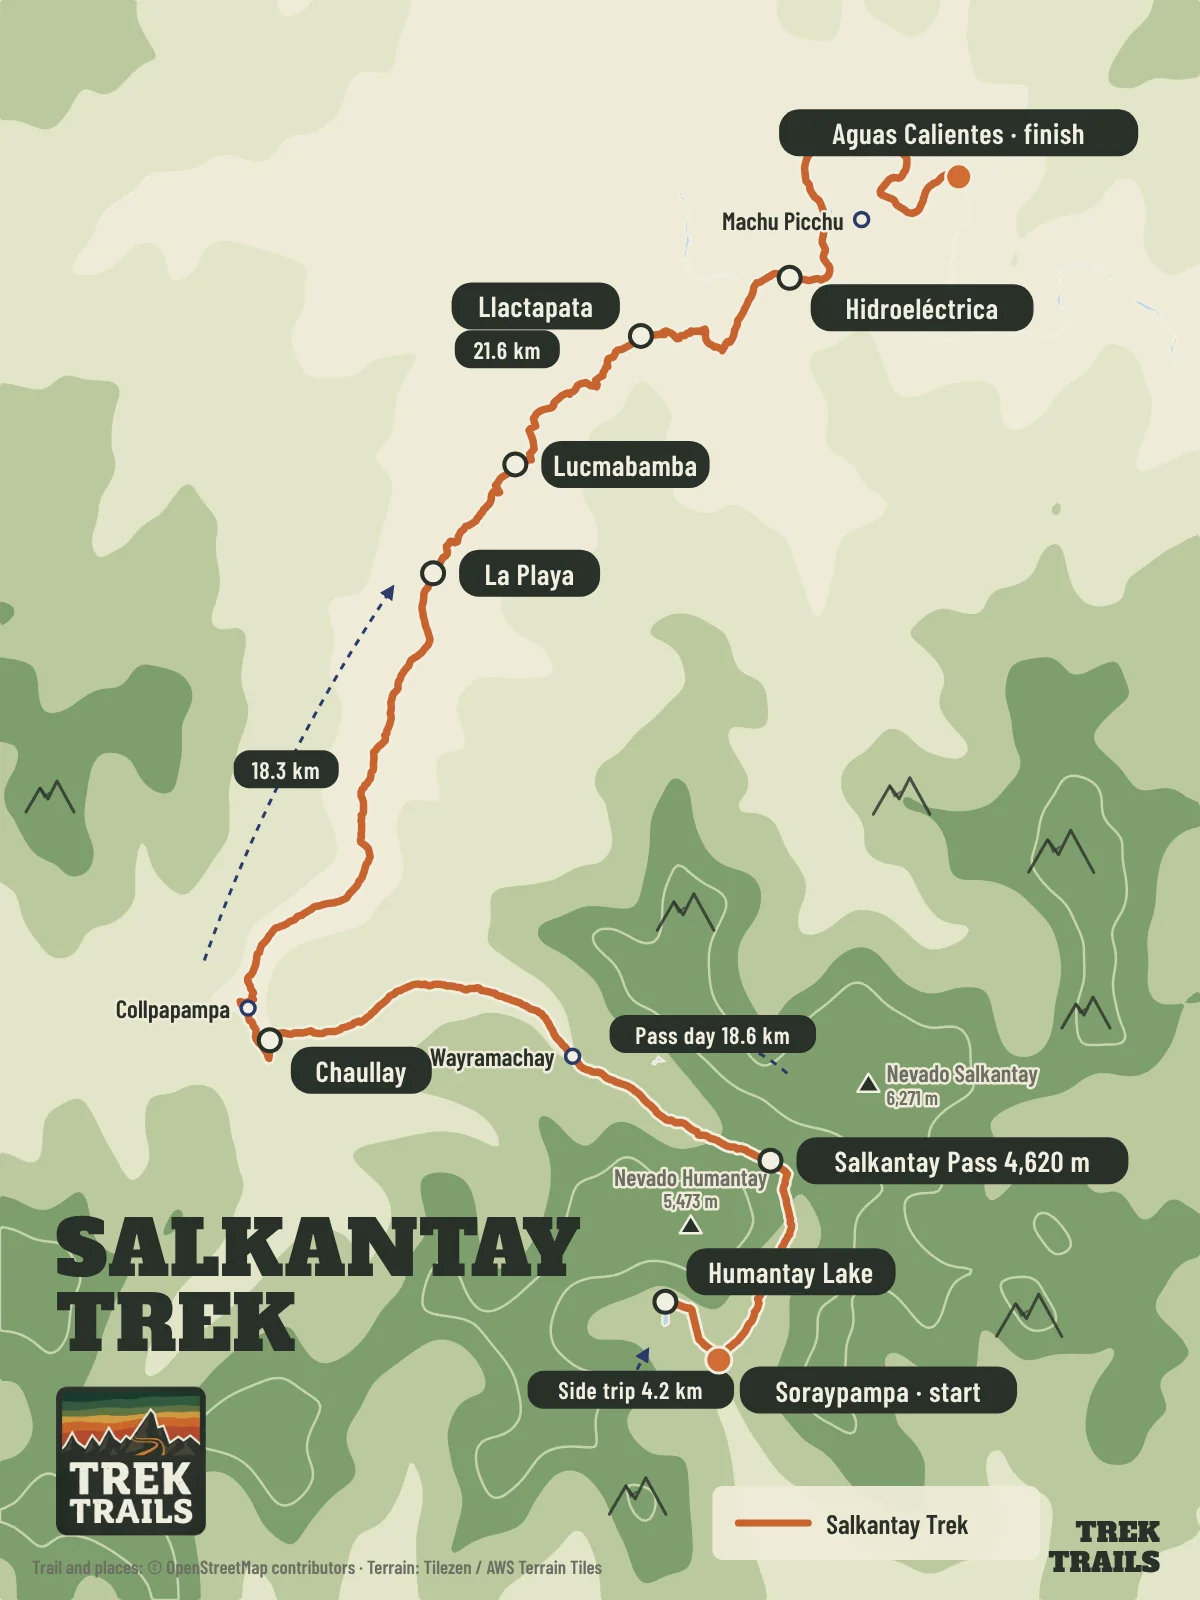 Aguas Calientes · finish
Machu Picchu
Hidroeléctrica
Llactapata
21.6 km
Lucmabamba
La Playa
18.3 km
Collpapampa
Chaullay
Wayramachay
Pass day 18.6 km
Nevado Salkantay
6,271 m
Salkantay Pass 4,620 m
Nevado Humantay
5,473 m
Humantay Lake
Side trip 4.2 km
Soraypampa · start
SALKANTAY
TREK
TREK
TRAILS
Salkantay Trek
TREK
TRAILS
Trail and places: © OpenStreetMap contributors · Terrain: Tilezen / AWS Terrain Tiles